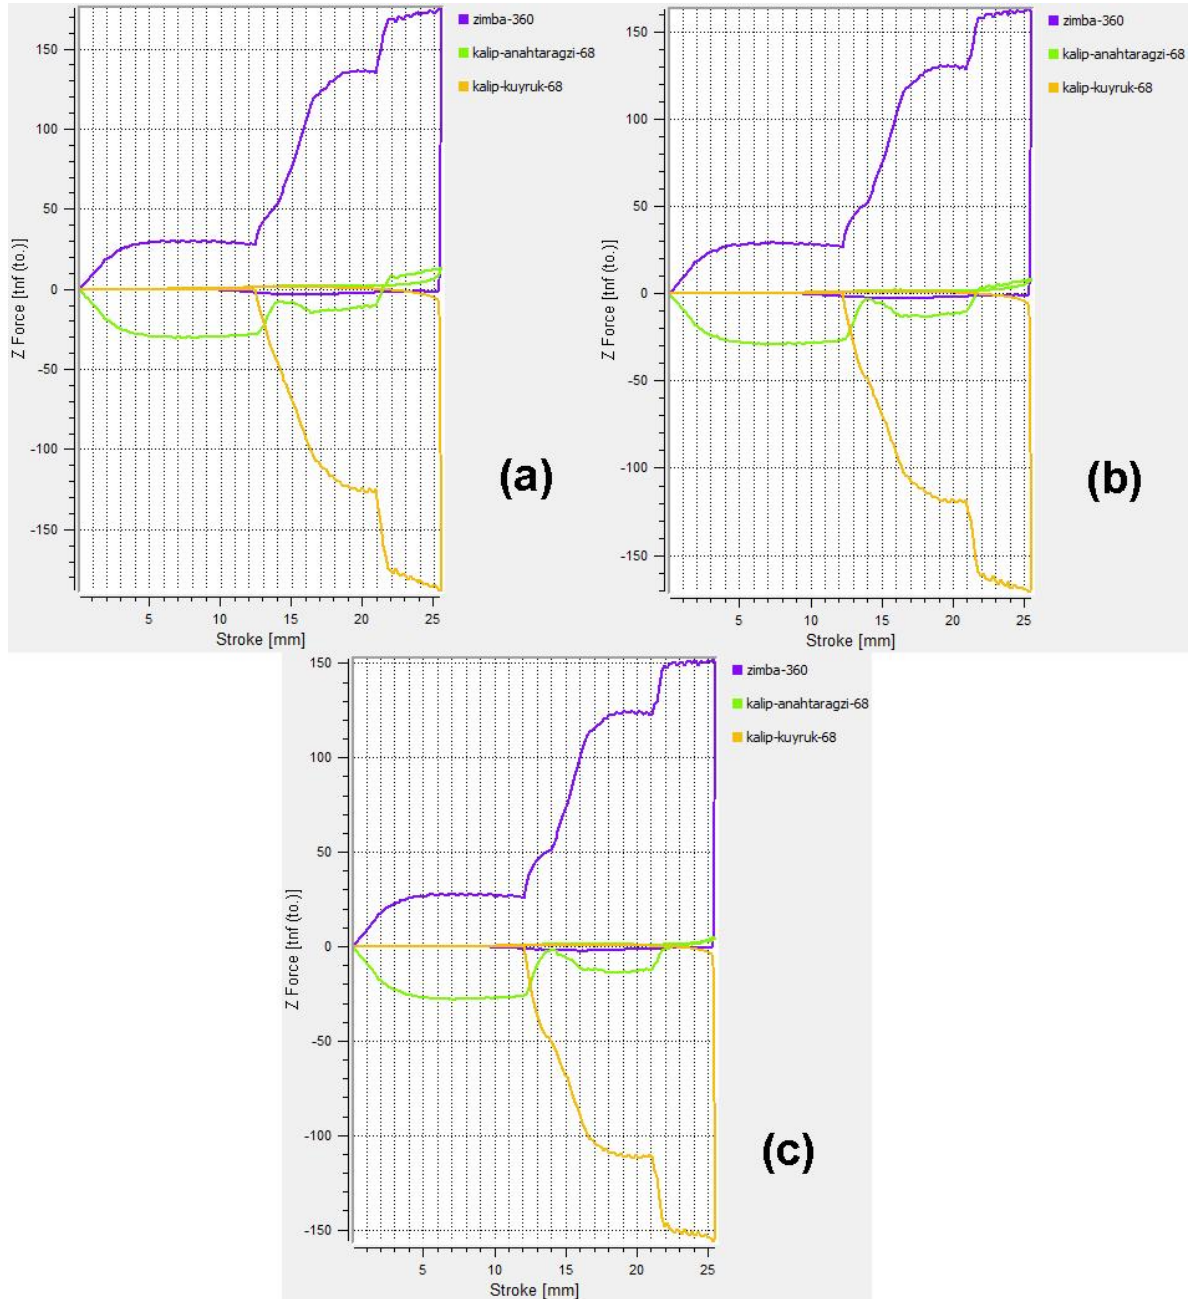 zimba-360
kalip-anahtaragzi-68
kalip-kuyruk-68
150
100
50
0
-50
-100
-150
Z Force [tnf (to.)]
5 10 15 20 25
Stroke [mm]
(a)
zimba-360
kalip-anahtaragzi-68
kalip-kuyruk-68
150
100
50
0
-50
-100
-150
Z Force [tnf (to.)]
5 10 15 20 25
Stroke [mm]
(b)
zimba-360
kalip-anahtaragzi-68
kalip-kuyruk-68
150
100
50
0
-50
-100
-150
Z Force [tnf (to.)]
5 10 15 20 25
Stroke [mm]
(c)